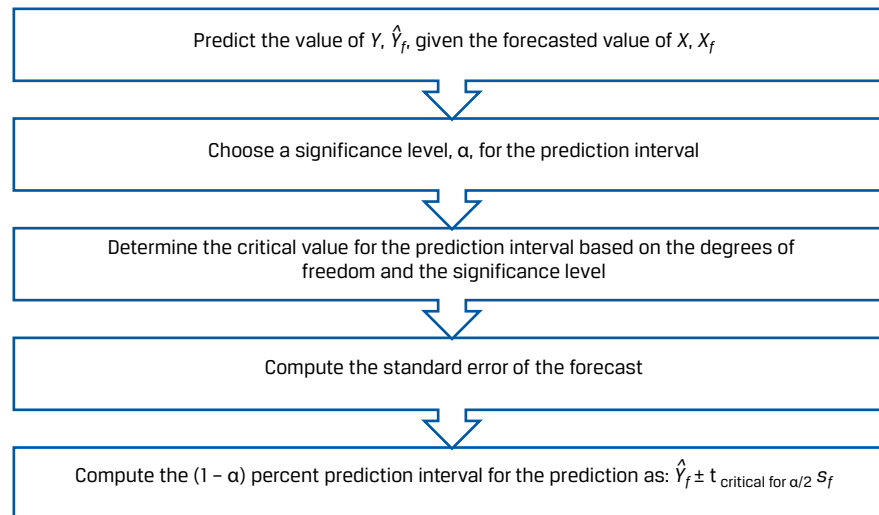 Predict the value of Y, Ŷf, given the forecasted value of X, Xf
Choose a significance level, α, for the prediction interval
Determine the critical value for the prediction interval based on the degrees of
freedom and the significance level
Compute the standard error of the forecast
Compute the (1 – α) percent prediction interval for the prediction as: Ŷf ± t critical for α/2 sf